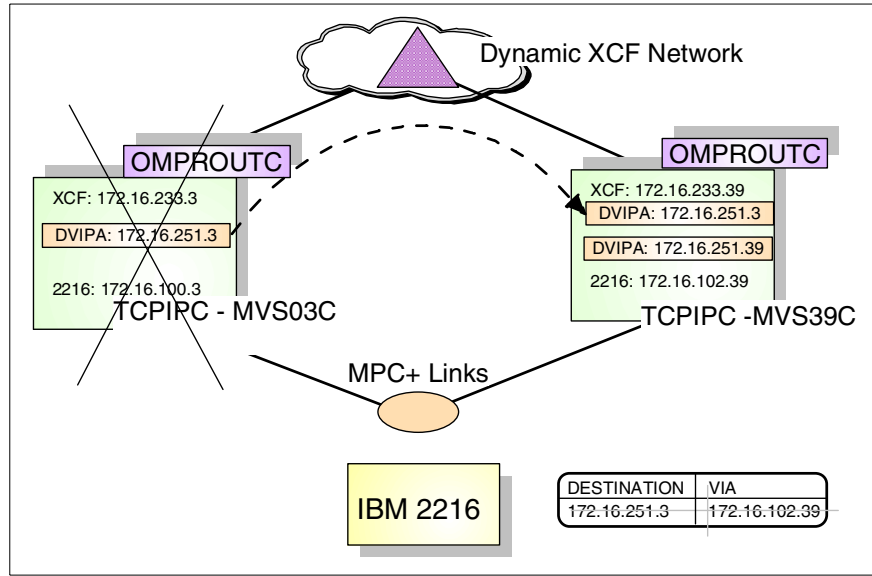 Dynamic XCF Network
OMPROUTC
XCF: 172.16.233.3
DVIPA: 172.16.251.3
2216: 172.16.100.3
TCPIPC - MVS03C
OMPROUTC
XCF: 172.16.233.39
DVIPA: 172.16.251.3
DVIPA: 172.16.251.39
2216: 172.16.102.39
TCPIPC -MVS39C
MPC+ Links
IBM 2216
DESTINATION VIA
172.16.251.3 172.16.102.39